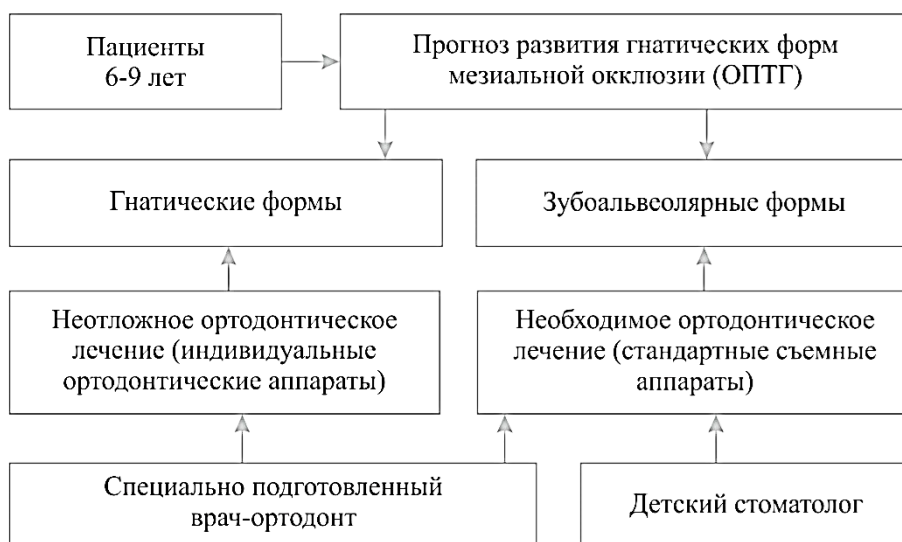 Пациенты
6-9 лет
Прогноз развития гнатических форм
мезиальной окклюзии (ОПТГ)
Гнатические формы
Зубоальвеолярные формы
Неотложное ортодонтическое
лечение (индивидуальные
ортодонтические аппараты)
Необходимое ортодонтическое
лечение (стандартные съемные
аппараты)
Специально подготовленный
врач-ортодонт
Детский стоматолог